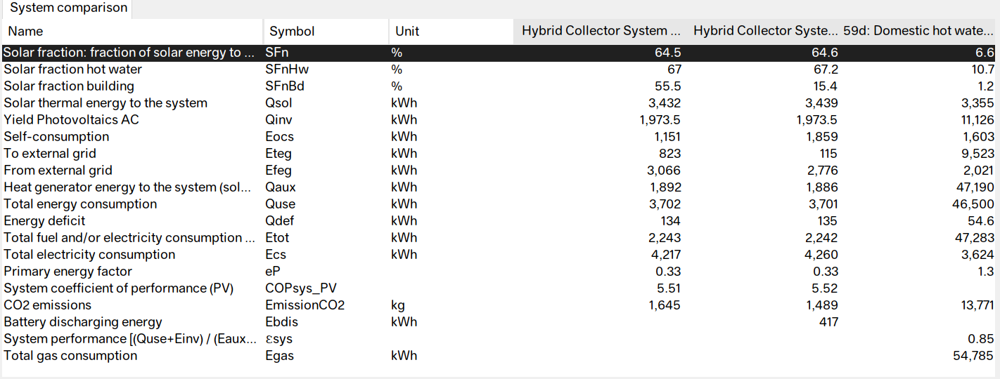 System comparison
Name Symbol Unit Hybrid Collector System ... Hybrid Collector Syste... 59d: Domestic hot wate...
Solar fraction: fraction of solar energy to ... SFn % 64.5 64.6 6.6
Solar fraction hot water SFnHw % 67 67.2 10.7
Solar fraction building SFnBd % 55.5 15.4 1.2
Solar thermal energy to the system Qsol kWh 3,432 3,439 3,355
Yield Photovoltaics AC Qinv kWh 1,973.5 1,973.5 11,126
Self-consumption Eocs kWh 1,151 1,859 1,603
To external grid Eteg kWh 823 115 9,523
From external grid Efeg kWh 3,066 2,776 2,021
Heat generator energy to the system (sol... Qaux kWh 1,892 1,886 47,190
Total energy consumption Quse kWh 3,702 3,701 46,500
Energy deficit Qdef kWh 134 135 54.6
Total fuel and/or electricity consumption ... Etot kWh 2,243 2,242 47,283
Total electricity consumption Ecs kWh 4,217 4,260 3,624
Primary energy factor eP 0.33 0.33 1.3
System coefficient of performance (PV) COPsys_PV 5.51 5.52
CO2 emissions EmissionCO2 kg 1,645 1,489 13,771
Battery discharging energy Ebdis kWh 417
System performance [(Quse+Einv) / (Eaux... Ɛsys 0.85
Total gas consumption Egas kWh 54,785